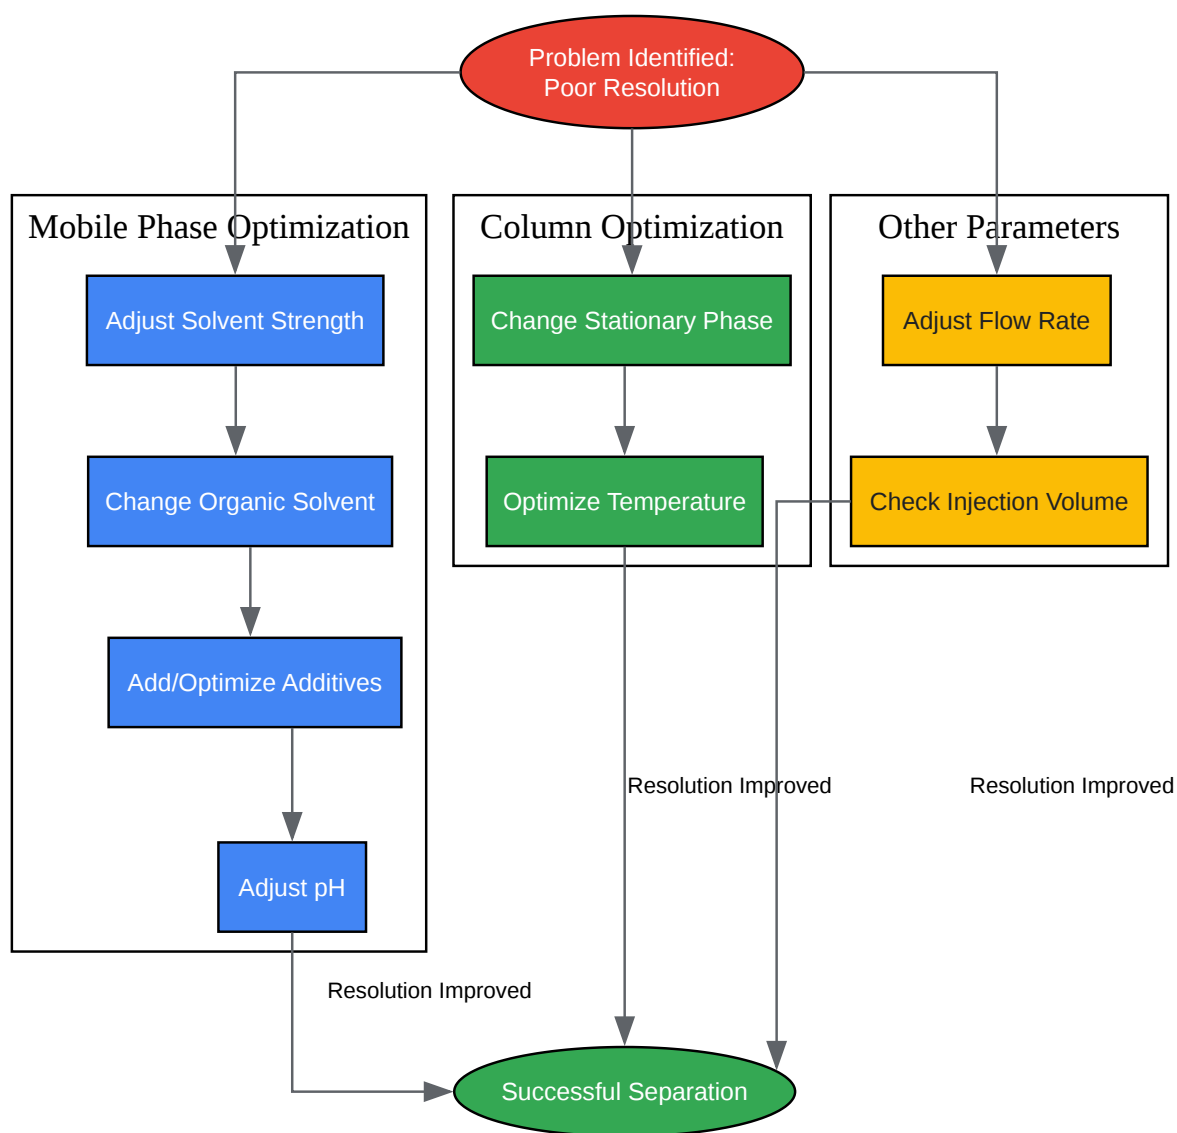 Problem Identified:
Poor Resolution
Mobile Phase Optimization
Adjust Solvent Strength
Change Organic Solvent
Add/Optimize Additives
Adjust pH
Resolution Improved
Column Optimization
Change Stationary Phase
Optimize Temperature
Resolution Improved
Other Parameters
Adjust Flow Rate
Check Injection Volume
Resolution Improved
Successful Separation